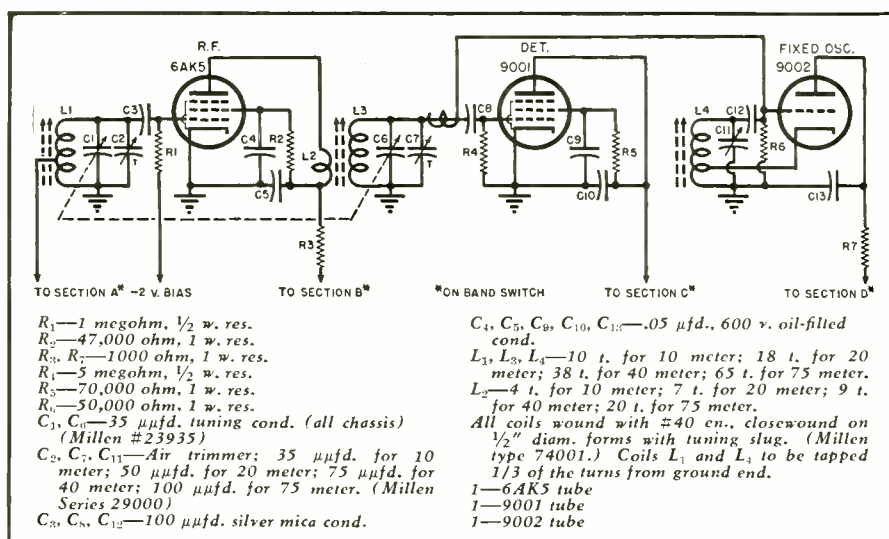 R.F.
6AK5
DET.
9001
FIXED OSC.
9002
L1
C1
C2
T
C3
R1
C4
R2
C5
L2
R3
L3
C6
C7
T
C8
R4
C9
R5
C10
L4
C11
C12
R6
C13
R7
TO SECTION A* -2 V. BIAS
TO SECTION B*
*ON BAND SWITCH
TO SECTION C*
TO SECTION D*
R₁—1 megohm, ½ w. res.
R₂—47,000 ohm, 1 w. res.
R₃, R₇—1000 ohm, 1 w. res.
R₄—5 megohm, ½ w. res.
R₅—70,000 ohm, 1 w. res.
R₆—50,000 ohm, 1 w. res.
C₁, C₆—35 μμfd. tuning cond. (all chassis)
(Millen #23935)
C₂, C₇, C₁₁—Air trimmer; 35 μμfd. for 10
meter; 50 μμfd. for 20 meter; 75 μμfd. for
40 meter; 100 μμfd. for 75 meter. (Millen
Series 29000)
C₃, C₈, C₁₂—100 μμfd. silver mica cond.
C₄, C₅, C₉, C₁₀, C₁₃—.05 μfd., 600 v. oil-filled
cond.
L₁, L₃, L₄—10 t. for 10 meter; 18 t. for 20
meter; 38 t. for 40 meter; 65 t. for 75 meter.
L₂—4 t. for 10 meter; 7 t. for 20 meter; 9 t.
for 40 meter; 20 t. for 75 meter.
All coils wound with #40 en., closewound on
½" diam. forms with tuning slug. (Millen
type 74001.) Coils L₁ and L₄ to be tapped
1/3 of the turns from ground end.
1—6AK5 tube
1—9001 tube
1—9002 tube